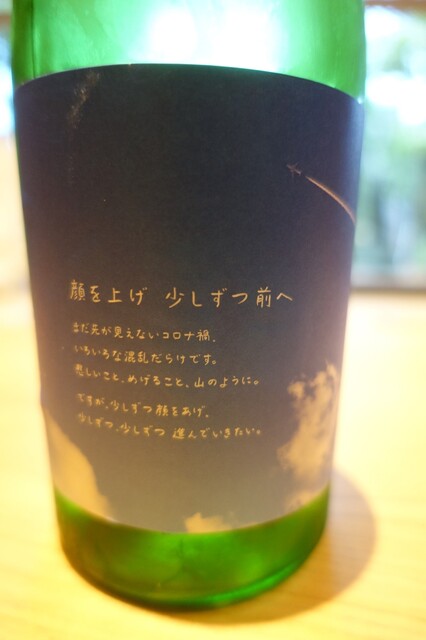 顔を上げ 少しずつ前へ
まだ先が見えないコロナ禍、
いろいろな混乱だらけです。
悲しいこと、めげること、山のように。
ですが、少しずつ顔をあげ、
少しずつ、少しずつ 進んでいきたい。